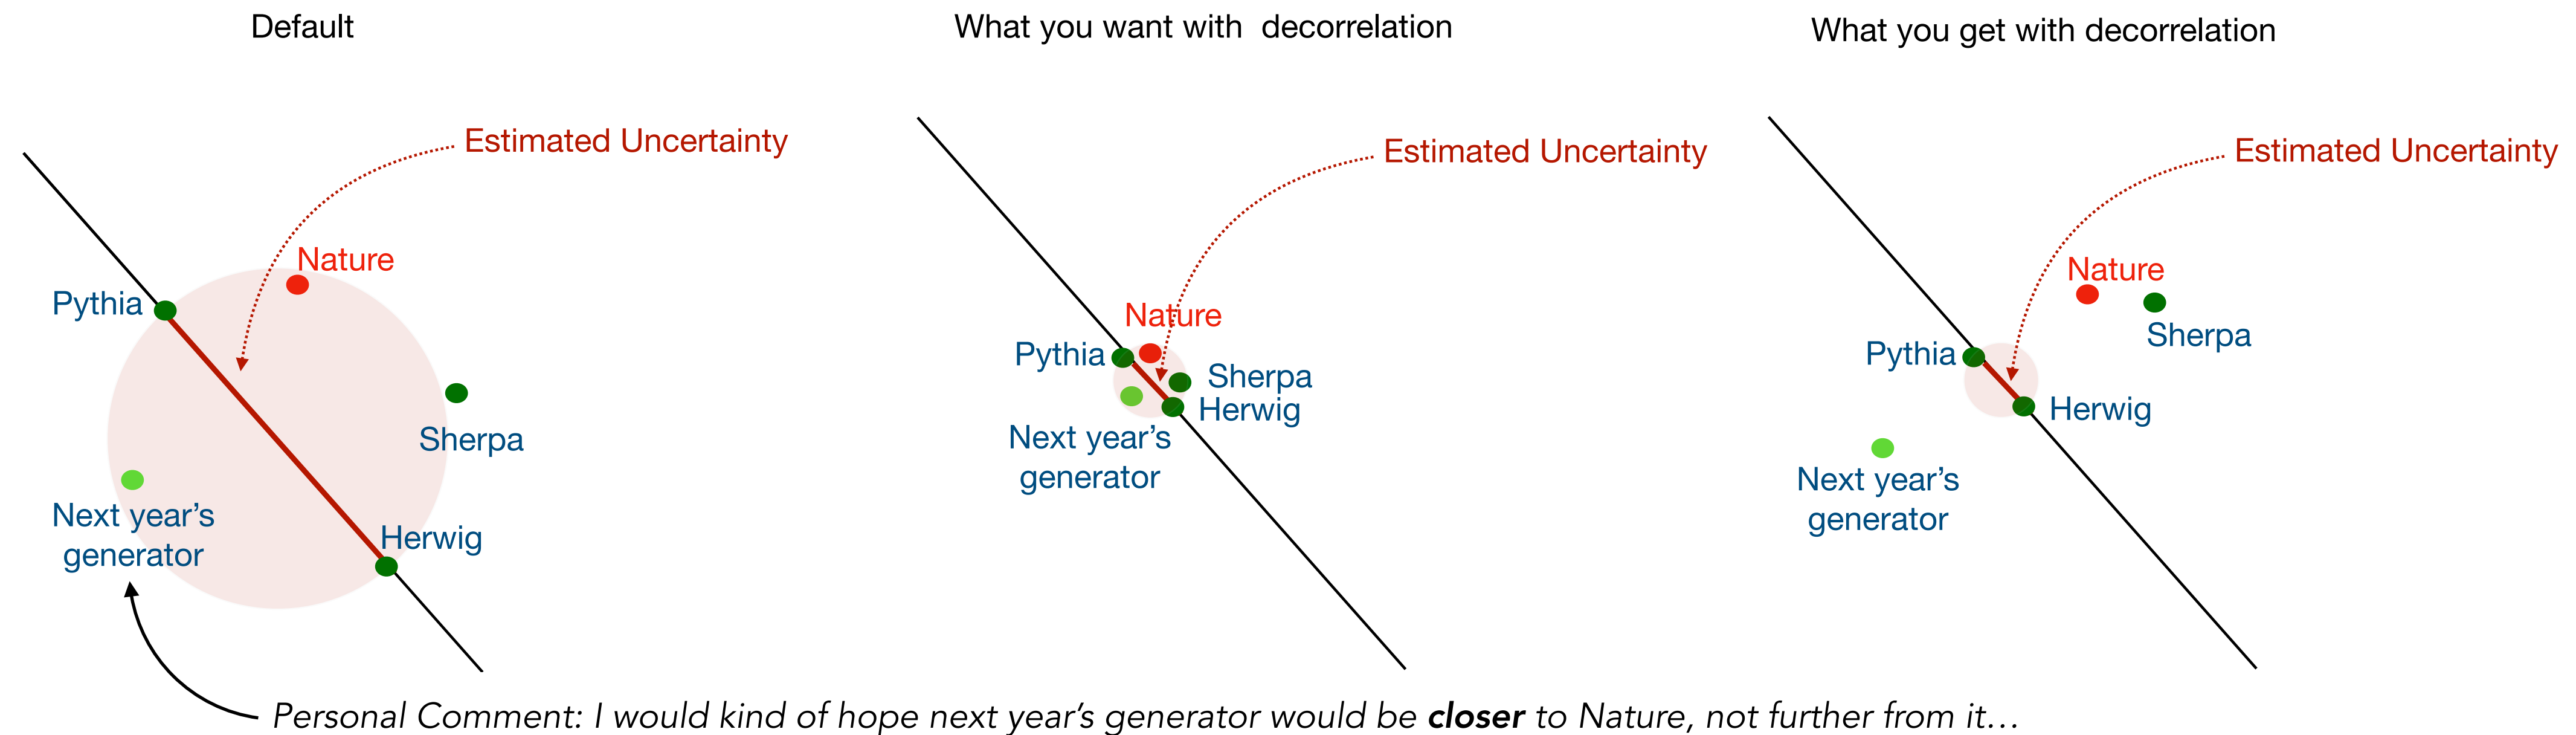 Default
What you want with  decorrelation
What you get with decorrelation
Estimated Uncertainty
Nature
Pythia
Sherpa
Next year’s
generator
Herwig
Estimated Uncertainty
Nature
Pythia
Sherpa
Herwig
Next year’s
generator
Estimated Uncertainty
Nature
Sherpa
Pythia
Herwig
Next year’s
generator
Personal Comment: I would kind of hope next year’s generator would be closer to Nature, not further from it…